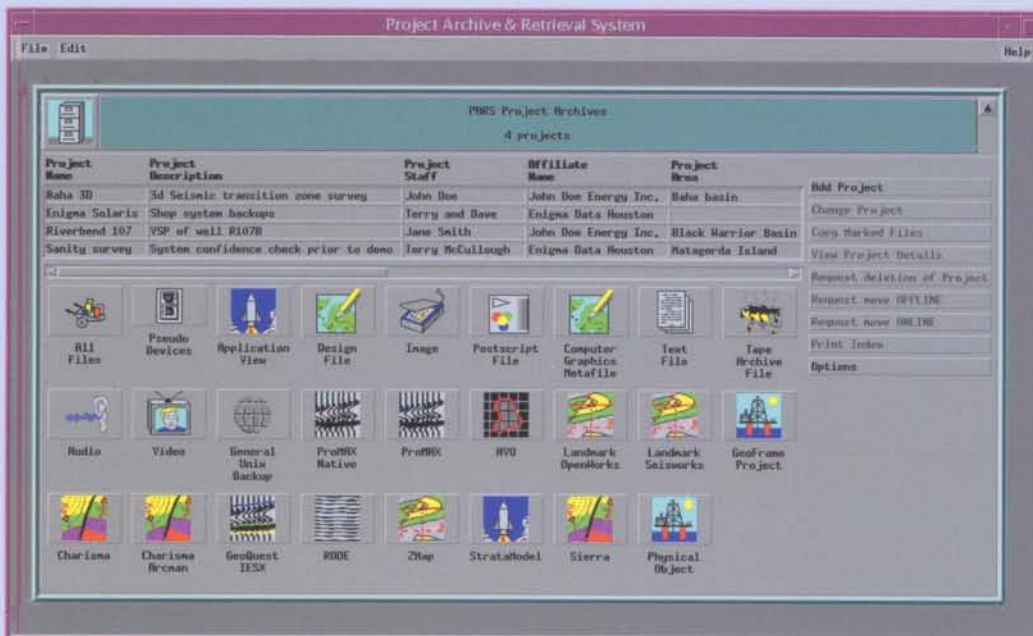 Project Archive & Retrieval System
File Edit Help
PARS Project Archives
4 projects
Project Name Project Description Project Staff Affiliate Name Project Area
Baha 3D 3d Seismic transition zone survey John Doe John Doe Energy Inc. Baha basin
Enigma Solaris Shop system backups Terry and Dave Enigma Data Houston
Riverbend 107 VSP of well R107B Jane Smith John Doe Energy Inc. Black Warrior Basin
Sanity survey System confidence check prior to demo Terry McCullough Enigma Data Houston Matagorda Island
Add Project
Change Project
Copy Marked Files
View Project Details
Request deletion of Project
Request move OFFLINE
Request move ONLINE
Print Index
Options
All Files
Pseudo Devices
Application View
Design File
Image
Postscript File
Computer Graphics Metafile
Text File
Tape Archive File
Audio
Video
General Unix Backup
ProMAX Native
ProMAX
AVO
Landmark OpenWorks
Landmark Seisworks
GeoFrame Project
Charisma
Charisma Arcman
GeoQuest IESX
RODE
ZMap
StrataModel
Sierra
Physical Object